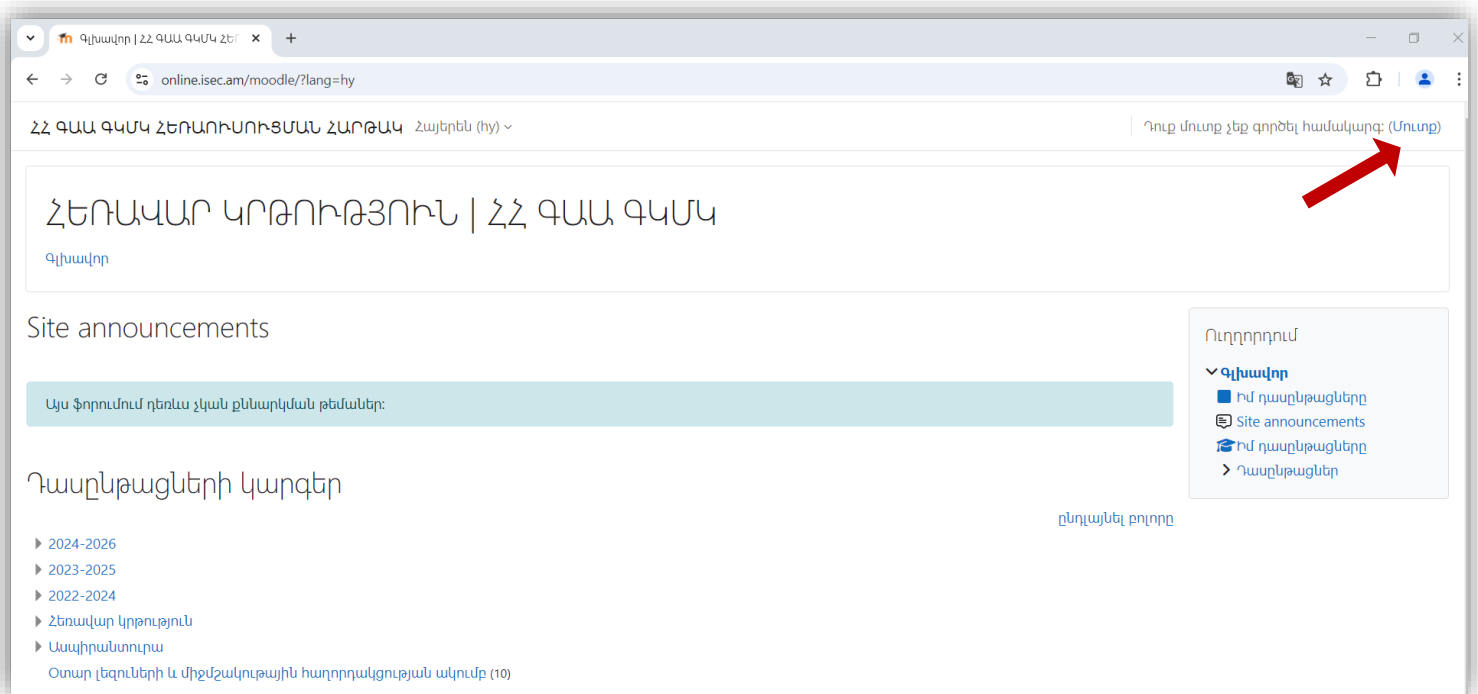 Գլխավոր | ՀՀ ԳԱԱ ԳԿՄԿ ՀԵՌ
online.isec.am/moodle/?lang=hy
ՀՀ ԳԱԱ ԳԿՄԿ ՀԵՌԱՈՒՍՈՒՑՄԱՆ ՀԱՐԹԱԿ Հայերեն ‎(hy)‎
Դուք մուտք չեք գործել համակարգ: (Մուտք)
ՀԵՌԱՎԱՐ ԿՐԹՈՒԹՅՈՒՆ | ՀՀ ԳԱԱ ԳԿՄԿ
Գլխավոր
Site announcements
Այս ֆորումում դեռևս չկան քննարկման թեմաներ:
Դասընթացների կարգեր
ընդլայնել բոլորը
2024-2026
2023-2025
2022-2024
Հեռավար կրթություն
Ասպիրանտուրա
Օտար լեզուների և միջմշակութային հաղորդակցության ակումբ (10)
Ուղղորդում
Գլխավոր
Իմ դասընթացները
Site announcements
Իմ դասընթացները
Դասընթացներ